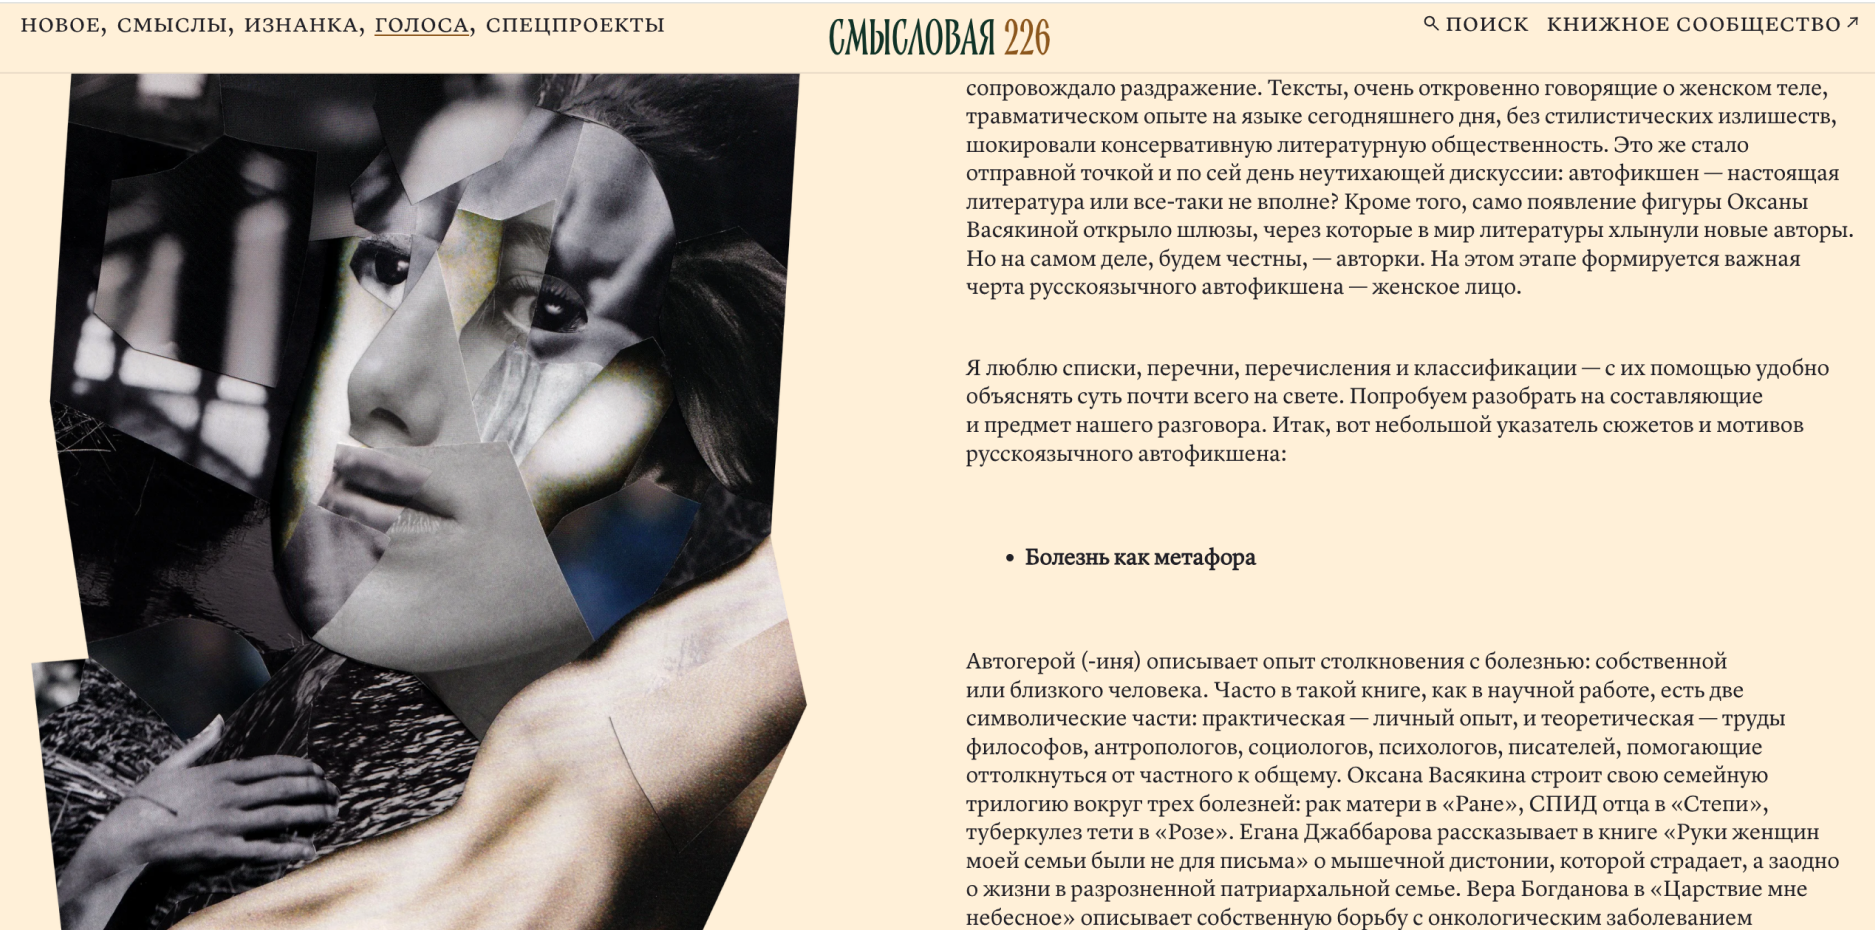 НОВОЕ, СМЫСЛЫ, ИЗНАНКА, ГОЛОСА, СПЕЦПРОЕКТЫ
СМЫСЛОВАЯ 226
ПОИСК КНИЖНОЕ СООБЩЕСТВО ↗
сопровождало раздражение. Тексты, очень откровенно говорящие о женском теле,
травматическом опыте на языке сегодняшнего дня, без стилистических излишеств,
шокировали консервативную литературную общественность. Это же стало
отправной точкой и по сей день неутихающей дискуссии: автофикшен — настоящая
литература или все-таки не вполне? Кроме того, само появление фигуры Оксаны
Васякиной открыло шлюзы, через которые в мир литературы хлынули новые авторы.
Но на самом деле, будем честны, — авторки. На этом этапе формируется важная
черта русскоязычного автофикшена — женское лицо.
Я люблю списки, перечни, перечисления и классификации — с их помощью удобно
объяснять суть почти всего на свете. Попробуем разобрать на составляющие
и предмет нашего разговора. Итак, вот небольшой указатель сюжетов и мотивов
русскоязычного автофикшена:
• Болезнь как метафора
Автогерой (-иня) описывает опыт столкновения с болезнью: собственной
или близкого человека. Часто в такой книге, как в научной работе, есть две
символические части: практическая — личный опыт, и теоретическая — труды
философов, антропологов, социологов, психологов, писателей, помогающие
оттолкнуться от частного к общему. Оксана Васякина строит свою семейную
трилогию вокруг трех болезней: рак матери в «Ране», СПИД отца в «Степи»,
туберкулез тети в «Розе». Егана Джаббарова рассказывает в книге «Руки женщин
моей семьи были не для письма» о мышечной дистонии, которой страдает, а заодно
о жизни в разрозненной патриархальной семье. Вера Богданова в «Царствие мне
небесное» описывает собственную борьбу с онкологическим заболеванием